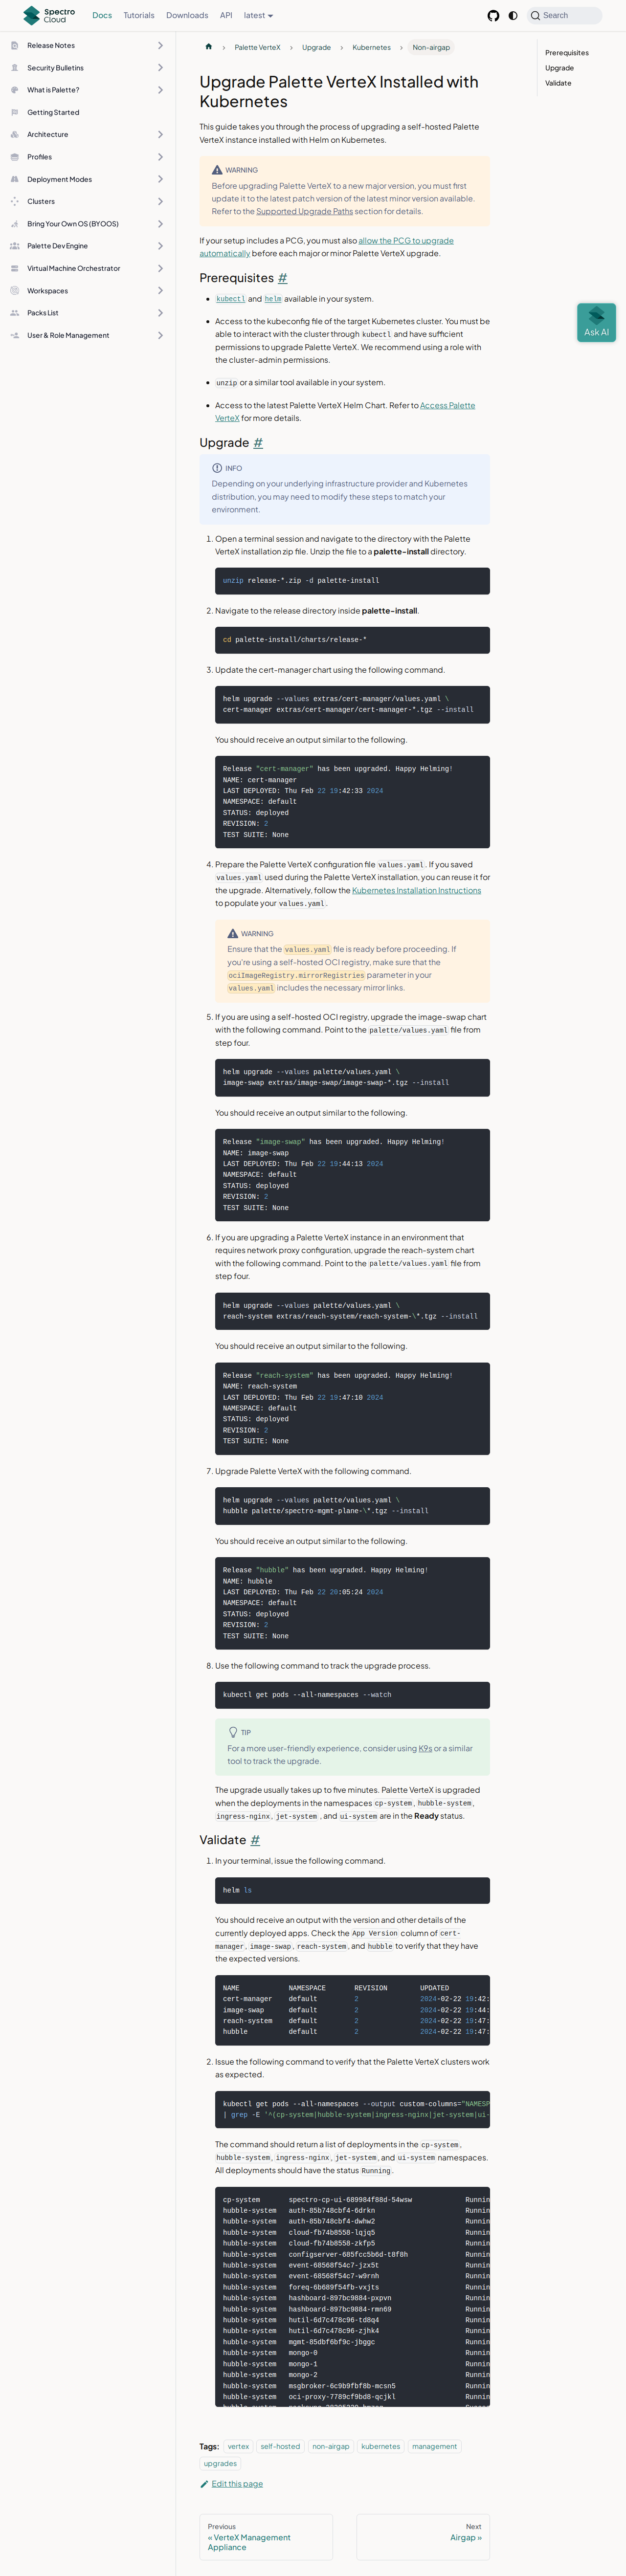 Spectro Cloud
Docs
Tutorials
Downloads
API
latest
Search
Release Notes
Security Bulletins
What is Palette?
Getting Started
Architecture
Profiles
Deployment Modes
Clusters
Bring Your Own OS (BYOOS)
Palette Dev Engine
Virtual Machine Orchestrator
Workspaces
Packs List
User & Role Management
Palette VerteX
Upgrade
Kubernetes
Non-airgap
Prerequisites
Upgrade
Validate
Ask AI
Upgrade Palette VerteX Installed with
Kubernetes
This guide takes you through the process of upgrading a self-hosted Palette
VerteX instance installed with Helm on Kubernetes.
WARNING
Before upgrading Palette VerteX to a new major version, you must first
update it to the latest patch version of the latest minor version available.
Refer to the Supported Upgrade Paths section for details.
If your setup includes a PCG, you must also allow the PCG to upgrade
automatically before each major or minor Palette VerteX upgrade.
Prerequisites #
• kubectl and helm available in your system.
• Access to the kubeconfig file of the target Kubernetes cluster. You must be
able to interact with the cluster through kubectl and have sufficient
permissions to upgrade Palette VerteX. We recommend using a role with
the cluster-admin permissions.
• unzip or a similar tool available in your system.
• Access to the latest Palette VerteX Helm Chart. Refer to Access Palette
VerteX for more details.
Upgrade #
INFO
Depending on your underlying infrastructure provider and Kubernetes
distribution, you may need to modify these steps to match your
environment.
1. Open a terminal session and navigate to the directory with the Palette
VerteX installation zip file. Unzip the file to a palette-install directory.
unzip release-*.zip -d palette-install
2. Navigate to the release directory inside palette-install.
cd palette-install/charts/release-*
3. Update the cert-manager chart using the following command.
helm upgrade --values extras/cert-manager/values.yaml \
cert-manager extras/cert-manager/cert-manager-*.tgz --install
You should receive an output similar to the following.
Release "cert-manager" has been upgraded. Happy Helming!
NAME: cert-manager
LAST DEPLOYED: Thu Feb 22 19:42:33 2024
NAMESPACE: default
STATUS: deployed
REVISION: 2
TEST SUITE: None
4. Prepare the Palette VerteX configuration file values.yaml. If you saved
values.yaml used during the Palette VerteX installation, you can reuse it for
the upgrade. Alternatively, follow the Kubernetes Installation Instructions
to populate your values.yaml.
WARNING
Ensure that the values.yaml file is ready before proceeding. If
you're using a self-hosted OCI registry, make sure that the
ociImageRegistry.mirrorRegistries parameter in your
values.yaml includes the necessary mirror links.
5. If you are using a self-hosted OCI registry, upgrade the image-swap chart
with the following command. Point to the palette/values.yaml file from
step four.
helm upgrade --values palette/values.yaml \
image-swap extras/image-swap/image-swap-*.tgz --install
You should receive an output similar to the following.
Release "image-swap" has been upgraded. Happy Helming!
NAME: image-swap
LAST DEPLOYED: Thu Feb 22 19:44:13 2024
NAMESPACE: default
STATUS: deployed
REVISION: 2
TEST SUITE: None
6. If you are upgrading a Palette VerteX instance in an environment that
requires network proxy configuration, upgrade the reach-system chart
with the following command. Point to the palette/values.yaml file from
step four.
helm upgrade --values palette/values.yaml \
reach-system extras/reach-system/reach-system-\*.tgz --install
You should receive an output similar to the following.
Release "reach-system" has been upgraded. Happy Helming!
NAME: reach-system
LAST DEPLOYED: Thu Feb 22 19:47:10 2024
NAMESPACE: default
STATUS: deployed
REVISION: 2
TEST SUITE: None
7. Upgrade Palette VerteX with the following command.
helm upgrade --values palette/values.yaml \
hubble palette/spectro-mgmt-plane-\*.tgz --install
You should receive an output similar to the following.
Release "hubble" has been upgraded. Happy Helming!
NAME: hubble
LAST DEPLOYED: Thu Feb 22 20:05:24 2024
NAMESPACE: default
STATUS: deployed
REVISION: 2
TEST SUITE: None
8. Use the following command to track the upgrade process.
kubectl get pods --all-namespaces --watch
TIP
For a more user-friendly experience, consider using K9s or a similar
tool to track the upgrade.
The upgrade usually takes up to five minutes. Palette VerteX is upgraded
when the deployments in the namespaces cp-system, hubble-system,
ingress-nginx, jet-system, and ui-system are in the Ready status.
Validate #
1. In your terminal, issue the following command.
helm ls
You should receive an output with the version and other details of the
currently deployed apps. Check the App Version column of cert-
manager, image-swap, reach-system, and hubble to verify that they have
the expected versions.
NAME NAMESPACE REVISION UPDATED
cert-manager default 2 2024-02-22 19:42:
image-swap default 2 2024-02-22 19:44:
reach-system default 2 2024-02-22 19:47:
hubble default 2 2024-02-22 19:47:
2. Issue the following command to verify that the Palette VerteX clusters work
as expected.
kubectl get pods --all-namespaces --output custom-columns="NAMESP
| grep -E '^(cp-system|hubble-system|ingress-nginx|jet-system|ui-
The command should return a list of deployments in the cp-system,
hubble-system, ingress-nginx, jet-system, and ui-system namespaces.
All deployments should have the status Running.
cp-system spectro-cp-ui-689984f88d-54wsw Runnin
hubble-system auth-85b748cbf4-6drkn Runnin
hubble-system auth-85b748cbf4-dwhw2 Runnin
hubble-system cloud-fb74b8558-lqjq5 Runnin
hubble-system cloud-fb74b8558-zkfp5 Runnin
hubble-system configserver-685fcc5b6d-t8f8h Runnin
hubble-system event-68568f54c7-jzx5t Runnin
hubble-system event-68568f54c7-w9rnh Runnin
hubble-system foreq-6b689f54fb-vxjts Runnin
hubble-system hashboard-897bc9884-pxpvn Runnin
hubble-system hashboard-897bc9884-rmn69 Runnin
hubble-system hutil-6d7c478c96-td8q4 Runnin
hubble-system hutil-6d7c478c96-zjhk4 Runnin
hubble-system mgmt-85dbf6bf9c-jbggc Runnin
hubble-system mongo-0 Runnin
hubble-system mongo-1 Runnin
hubble-system mongo-2 Runnin
hubble-system msgbroker-6c9b9fbf8b-mcsn5 Runnin
hubble-system oci-proxy-7789cf9bd8-qcjkl Runnin
Tags: vertex self-hosted non-airgap kubernetes management
upgrades
Edit this page
Previous
« VerteX Management
Appliance
Next
Airgap »